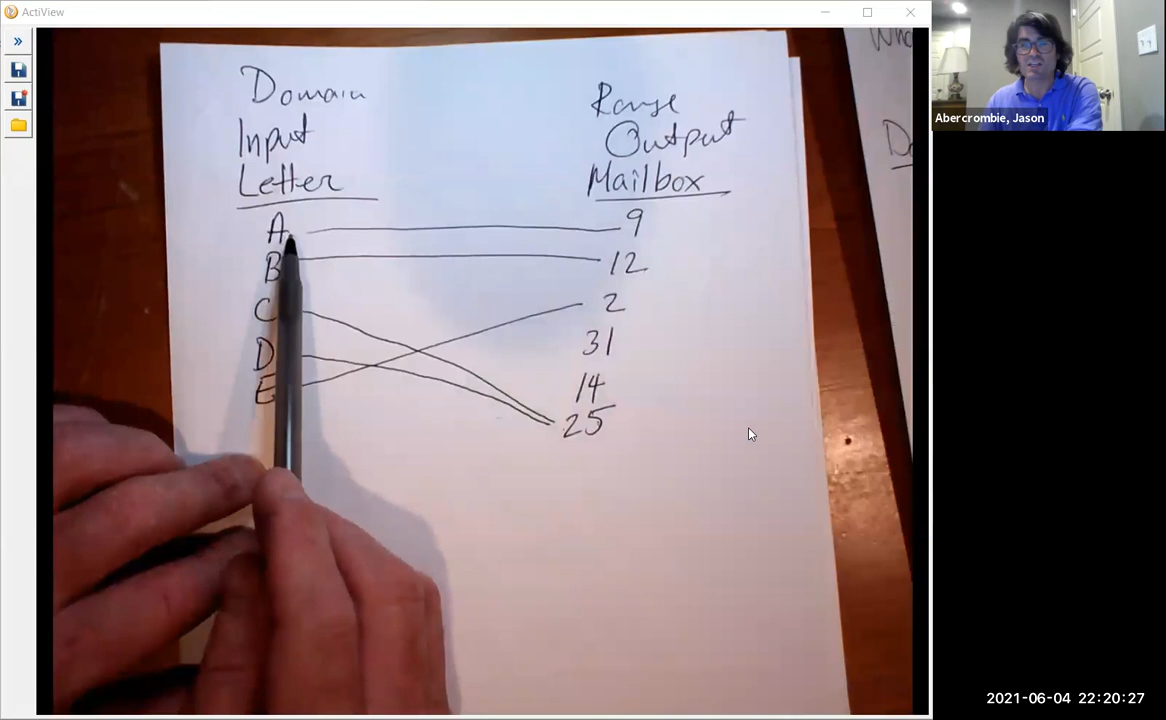 ActiView
Domain
Input
Letter
A
B
C
D
E
Range
Output
Mailbox
9
12
2
31
14
25
Abercrombie, Jason
2021-06-04 22:20:27